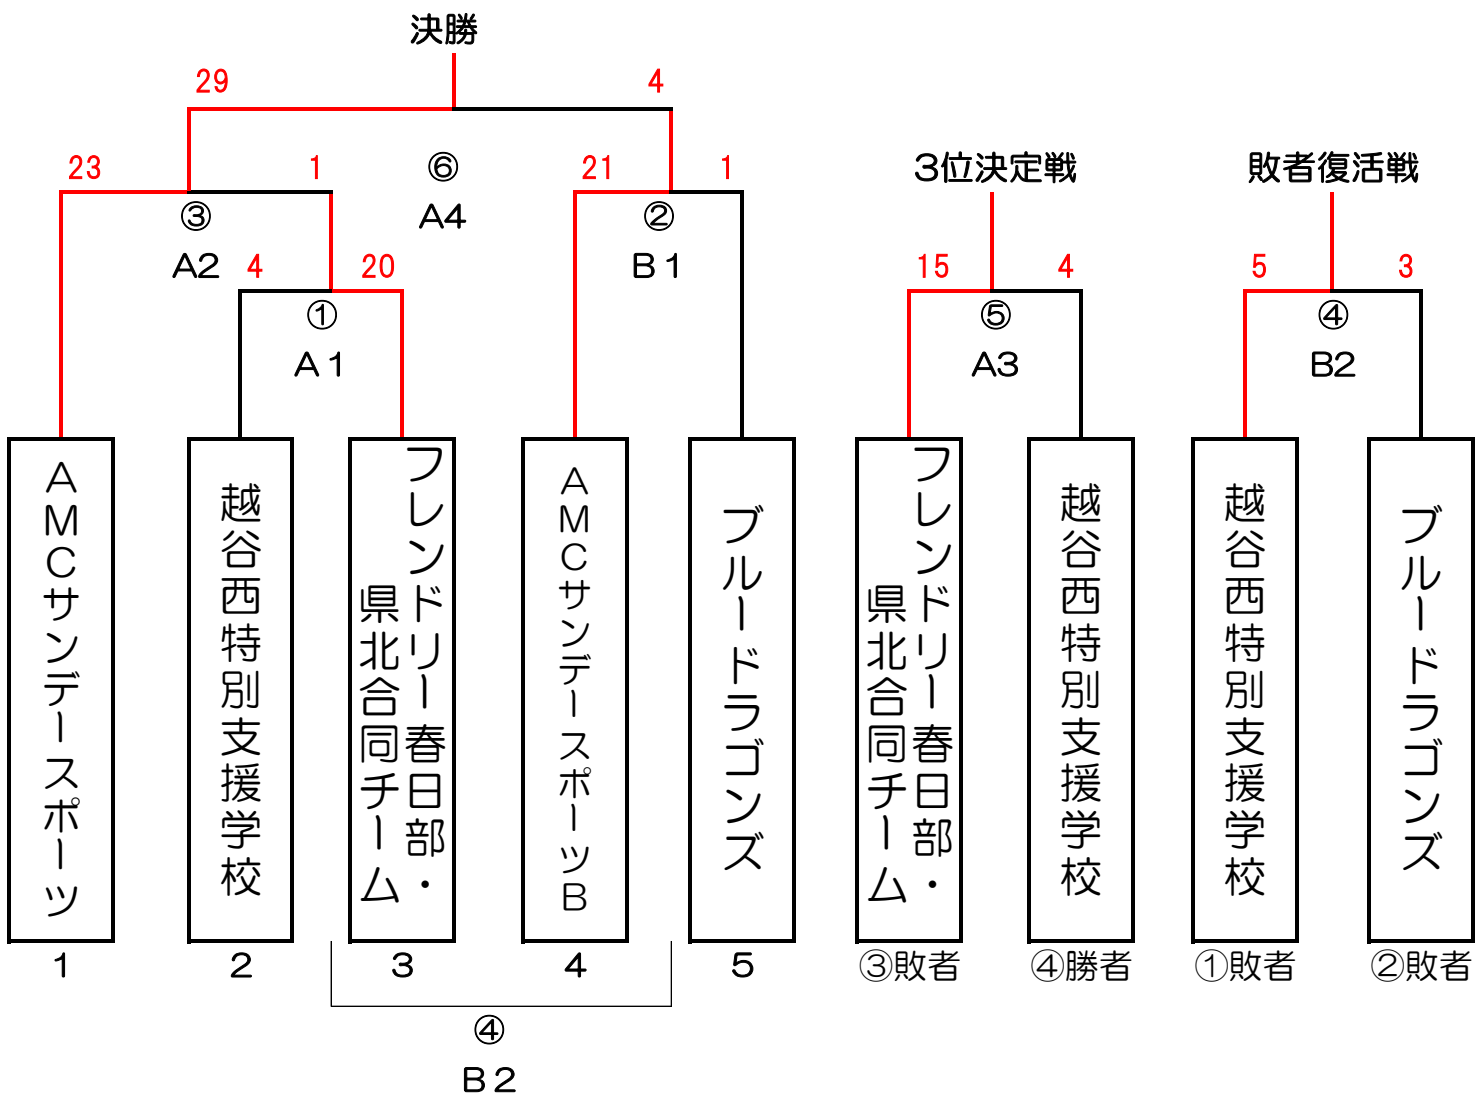 決勝
29
4
23
1
⑥
21
1
3位決定戦
敗者復活戦
③
A4
②
A2
4
20
B1
15
4
5
3
①
⑤
④
A1
A3
B2
AMCサンデースポーツ
越谷西特別支援学校
フレンドリー春日部・
県北合同チーム
AMCサンデースポーツB
ブルードラゴンズ
フレンドリー春日部・
県北合同チーム
越谷西特別支援学校
越谷西特別支援学校
ブルードラゴンズ
1
2
3
4
5
③敗者
④勝者
①敗者
②敗者
④
B2